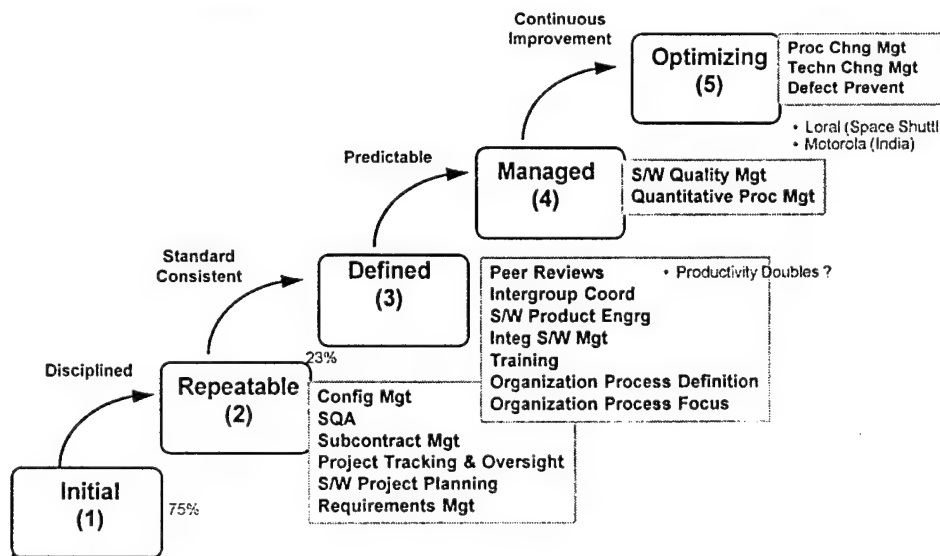 Continuous
Improvement
Optimizing
(5)
Proc Chng Mgt
Techn Chng Mgt
Defect Prevent
• Loral (Space Shuttl
• Motorola (India)
Predictable
Managed
(4)
S/W Quality Mgt
Quantitative Proc Mgt
Standard
Consistent
Defined
(3)
Peer Reviews
• Productivity Doubles ?
Intergroup Coord
S/W Product Engrg
Integ S/W Mgt
Training
Organization Process Definition
Organization Process Focus
Disciplined
Repeatable
(2)
23%
Config Mgt
SQA
Subcontract Mgt
Project Tracking & Oversight
S/W Project Planning
Requirements Mgt
Initial
(1)
75%